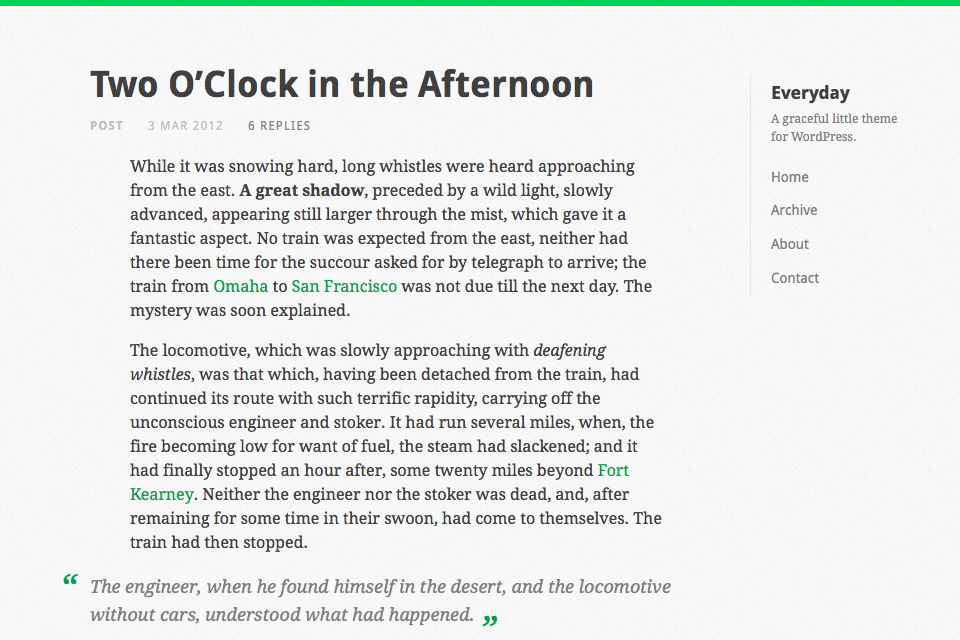 Two O’Clock in the Afternoon
POST 3 MAR 2012 6 REPLIES
While it was snowing hard, long whistles were heard approaching
from the east. A great shadow, preceded by a wild light, slowly
advanced, appearing still larger through the mist, which gave it a
fantastic aspect. No train was expected from the east, neither had
there been time for the succour asked for by telegraph to arrive; the
train from Omaha to San Francisco was not due till the next day. The
mystery was soon explained.
The locomotive, which was slowly approaching with deafening
whistles, was that which, having been detached from the train, had
continued its route with such terrific rapidity, carrying off the
unconscious engineer and stoker. It had run several miles, when, the
fire becoming low for want of fuel, the steam had slackened; and it
had finally stopped an hour after, some twenty miles beyond Fort
Kearney. Neither the engineer nor the stoker was dead, and, after
remaining for some time in their swoon, had come to themselves. The
train had then stopped.
“ The engineer, when he found himself in the desert, and the locomotive
without cars, understood what had happened. ”
Everyday
A graceful little theme
for WordPress.
Home
Archive
About
Contact